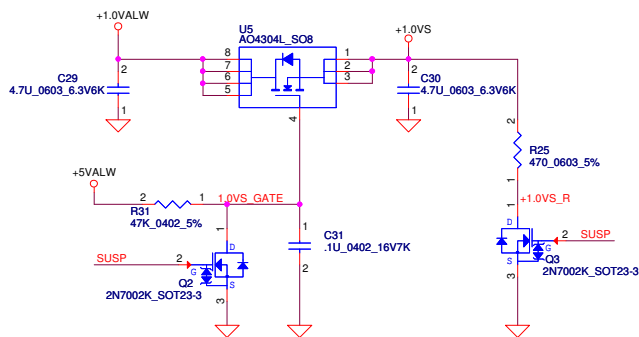 +1.0VALW
U5
AO4304L_SO8
+1.0VS
8
7
6
5
1
2
3
4
C29
4.7U_0603_6.3V6K
2
1
C30
4.7U_0603_6.3V6K
2
1
2
R25
470_0603_5%
1
+1.0VS_R
+5VALW
2
1
R31
47K_0402_5%
1.0VS_GATE
1
C31
.1U_0402_16V7K
2
SUSP
2
G
1
D
S
3
Q2
2N7002K_SOT23-3
1
D
S
3
G
2
SUSP
Q3
2N7002K_SOT23-3